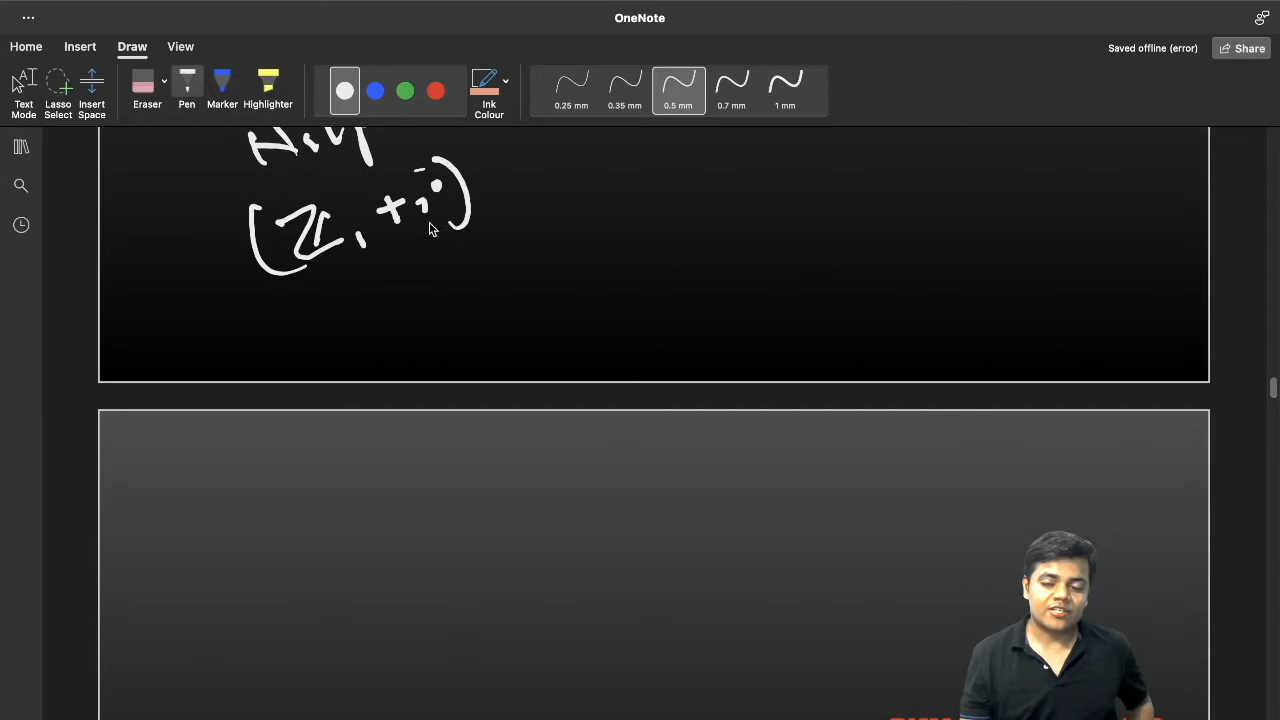 OneNote
Home Insert Draw View
Saved offline (error)
Share
Text Mode
Lasso Select
Insert Space
Eraser
Pen
Marker
Highlighter
Ink Colour
0.25 mm
0.35 mm
0.5 mm
0.7 mm
1 mm
(ℤ, +, ·)